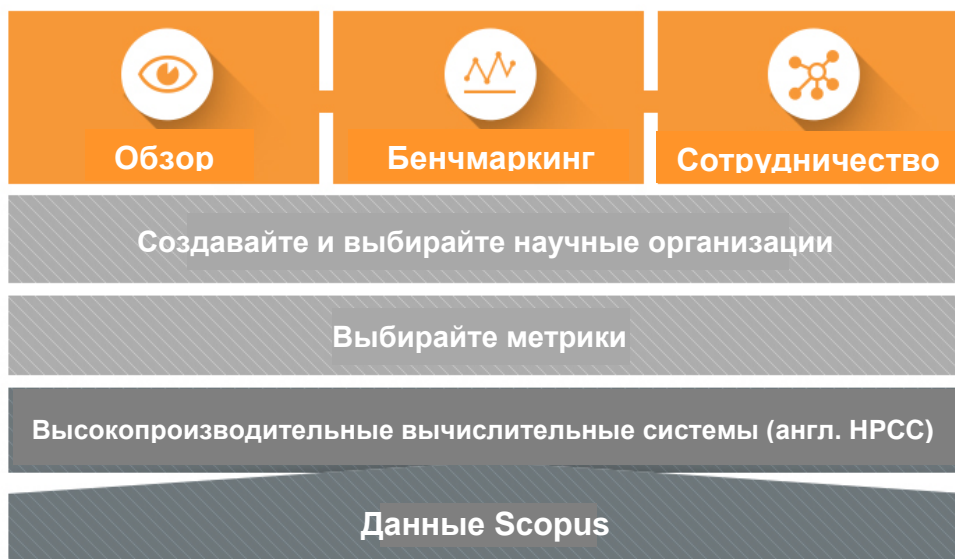 Обзор
Бенчмаркинг
Сотрудничество
Создавайте и выбирайте научные организации
Выбирайте метрики
Высокопроизводительные вычислительные системы (англ. HPCC)
Данные Scopus